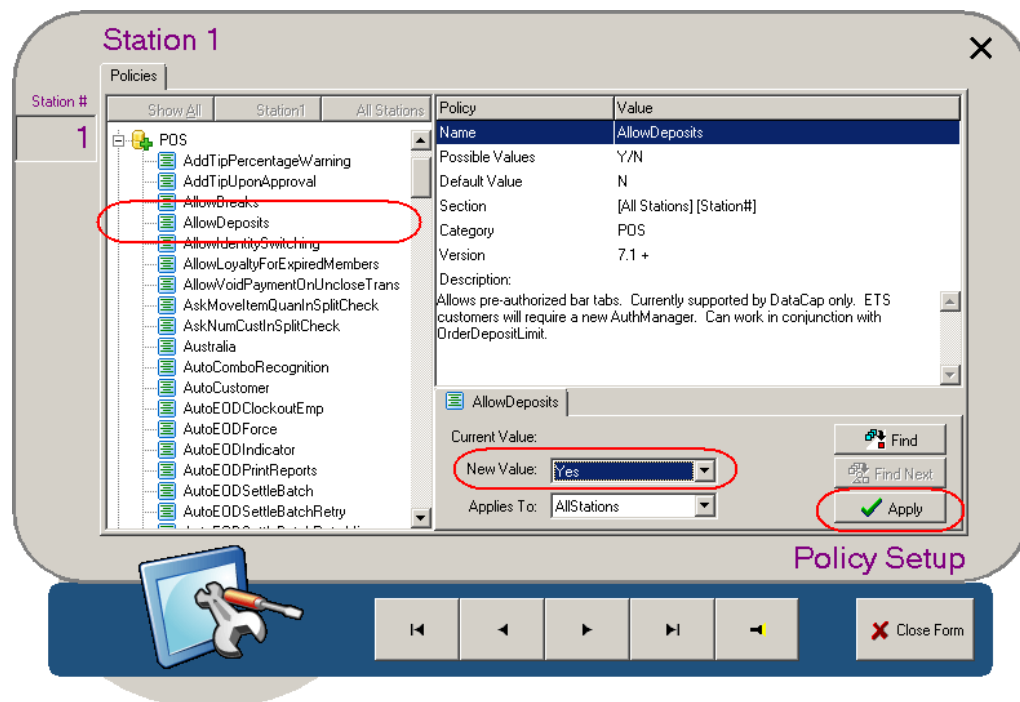 Station 1
Policies
Station #
1
Show All Station1 All Stations
POS
AddTipPercentageWarning
AddTipUponApproval
AllowBreaks
AllowDeposits
AllowIdentitySwitching
AllowLoyaltyForExpiredMembers
AllowVoidPaymentOnUncloseTrans
AskMoveItemQuanInSplitCheck
AskNumCustInSplitCheck
Australia
AutoComboRecognition
AutoCustomer
AutoEODClockoutEmp
AutoEODForce
AutoEODIndicator
AutoEODPrintReports
AutoEODSettleBatch
AutoEODSettleBatchRetry
Policy Value
Name AllowDeposits
Possible Values Y/N
Default Value N
Section [All Stations] [Station#]
Category POS
Version 7.1 +
Description:
Allows pre-authorized bar tabs. Currently supported by DataCap only. ETS
customers will require a new AuthManager. Can work in conjunction with
OrderDepositLimit.
AllowDeposits
Current Value:
New Value: Yes
Applies To: AllStations
Find
Find Next
Apply
Policy Setup
Close Form